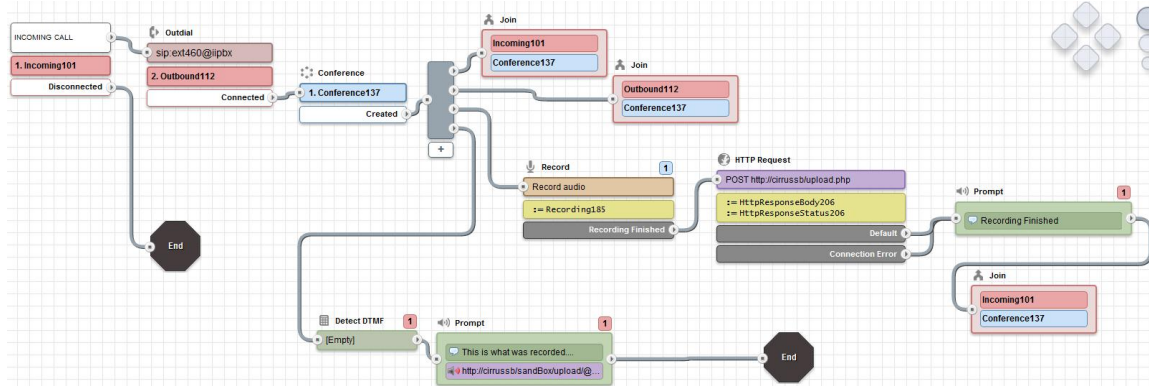 INCOMING CALL
1. Incoming101
Disconnected
Outdial
sip:ext460@iipbx
2. Outbound112
Connected
Conference
1. Conference137
Created
+
Join
Incoming101
Conference137
Join
Outbound112
Conference137
Record 1
Record audio
:= Recording185
Recording Finished
HTTP Request
POST http://cirrussb/upload.php
:= HttpResponseBody206
:= HttpResponseStatus206
Default
Connection Error
Prompt 1
Recording Finished
Join
Incoming101
Conference137
End
Detect DTMF 1
[Empty]
Prompt 1
This is what was recorded....
http://cirrussb/sandBox/upload/@...
End